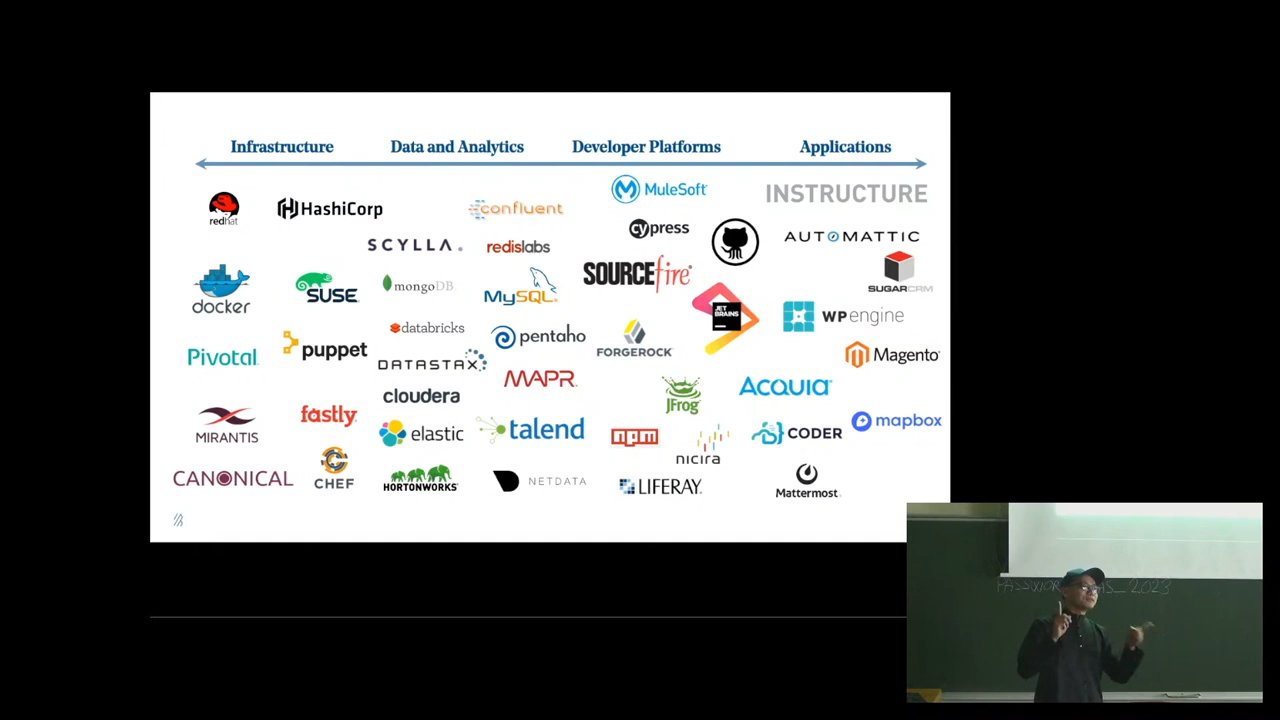 Infrastructure
Data and Analytics
Developer Platforms
Applications
redhat
HashiCorp
confluent
MuleSoft
INSTRUCTURE
SCYLLA.
redislabs
cypress
AUTOMATTIC
docker
SUSE
mongoDB
MySQL
SOURCEfire
JET
BRAINS
SUGARCRM
WPengine
Pivotal
puppet
databricks
pentaho
FORGEROCK
Magento
DATASTAX
MAPR
cloudera
JFrog
ACQUIA
MIRANTIS
fastly
elastic
talend
npm
nicira
CODER
mapbox
CANONICAL
CHEF
HORTONWORKS
NETDATA
LIFERAY
Mattermost
2023